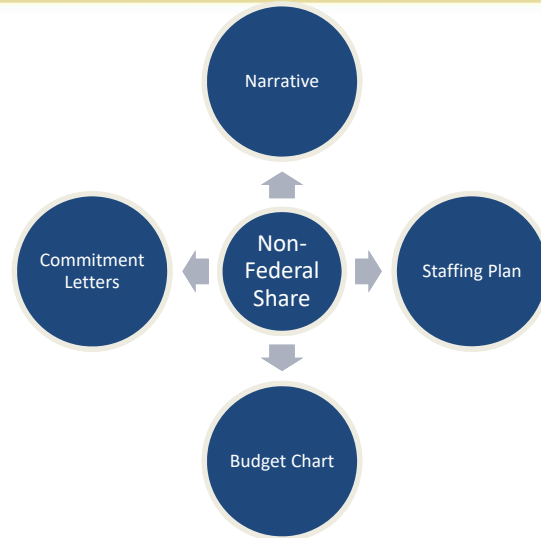 Narrative
Commitment
Letters
Non-
Federal
Share
Staffing Plan
Budget Chart